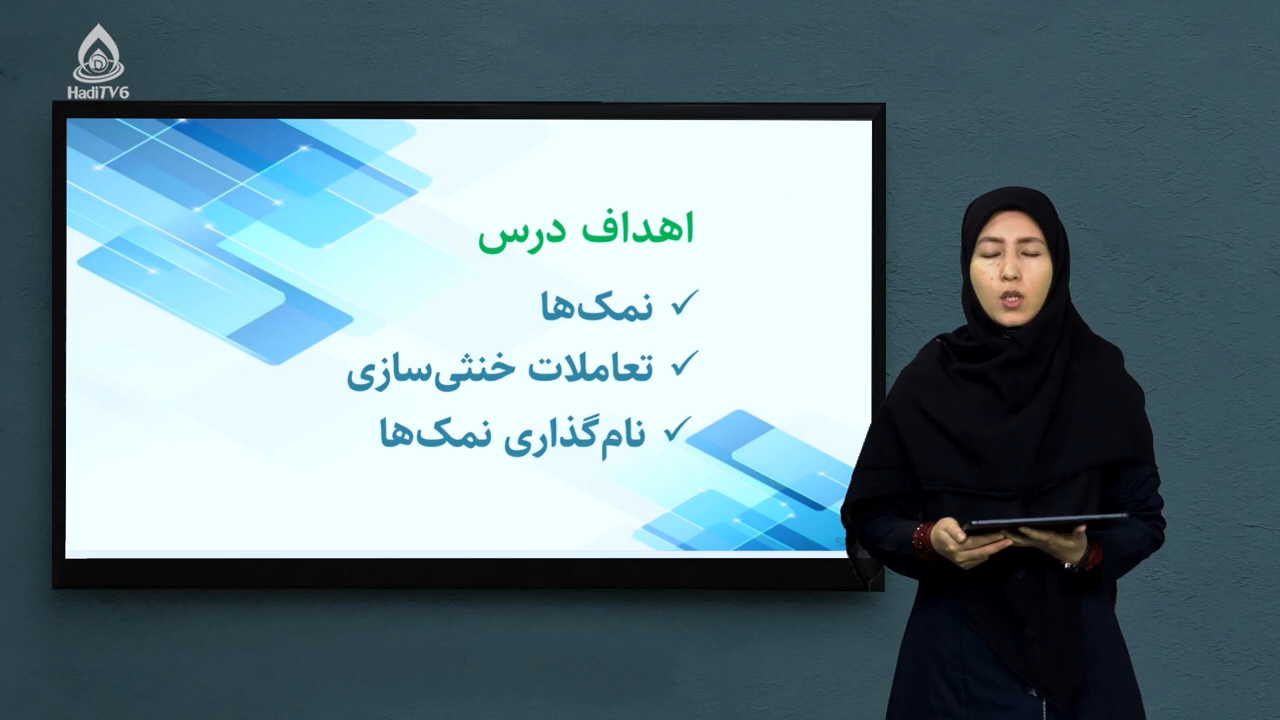 HadiTV6
اهداف درس
✓ نمک‌ها
✓ تعاملات خنثی‌سازی
✓ نام‌گذاری نمک‌ها